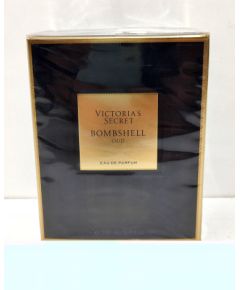 VICTORIA'S
SECRET
BOMBSHELL
OUD
EAU DE PARFUM